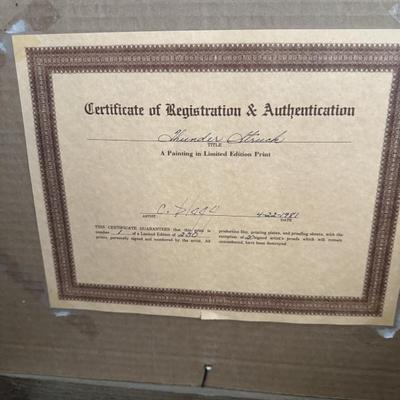 Certificate of Registration & Authentication
Thunder Struck
TITLE
A Painting in Limited Edition Print
C.
4-22-1981
ARTIST
DATE
THIS CERTIFICATE GUARANTEES that this print is
number 1 of a Limited Edition of
prints, personally signed and numbered by the artist. All
production film, printing plates, and proofing sheets, with the
exception of signed artist's proofs which will remain
unnumbered, have been destroyed.